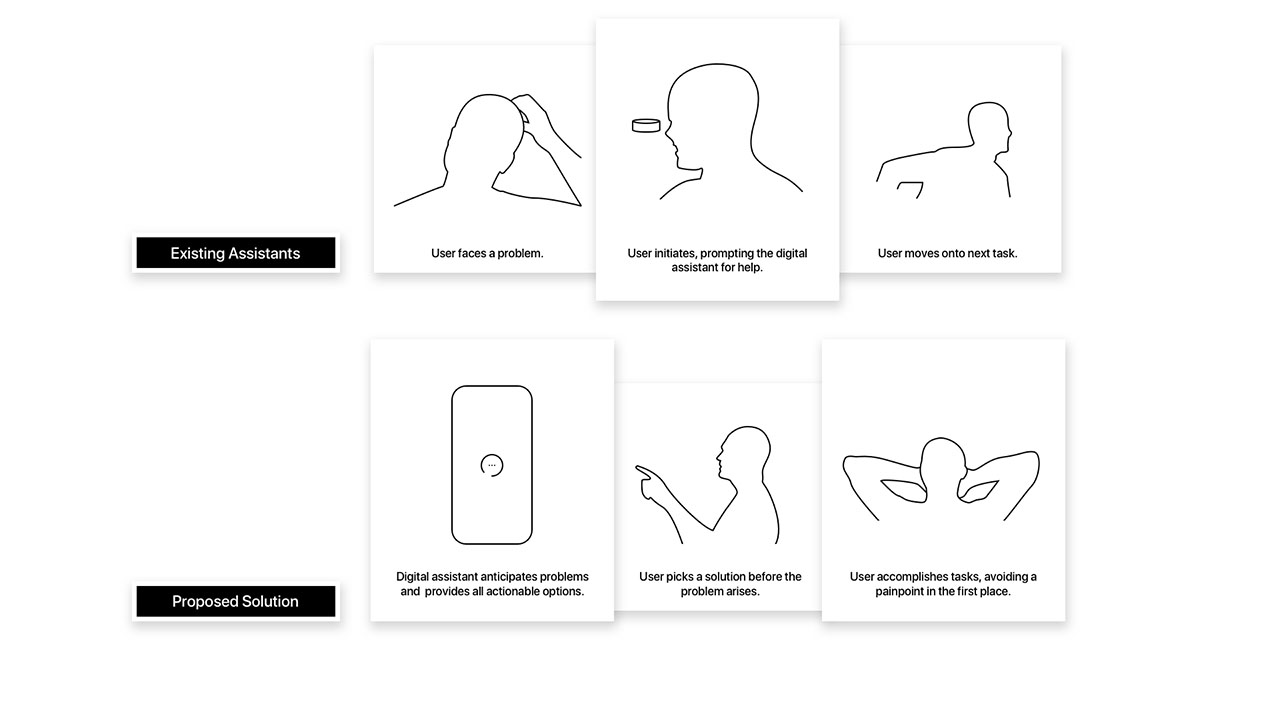 Existing Assistants
User faces a problem.
User initiates, prompting the digital
assistant for help.
User moves onto next task.
Proposed Solution
Digital assistant anticipates problems
and  provides all actionable options.
User picks a solution before the
problem arises.
User accomplishes tasks, avoiding a
painpoint in the first place.